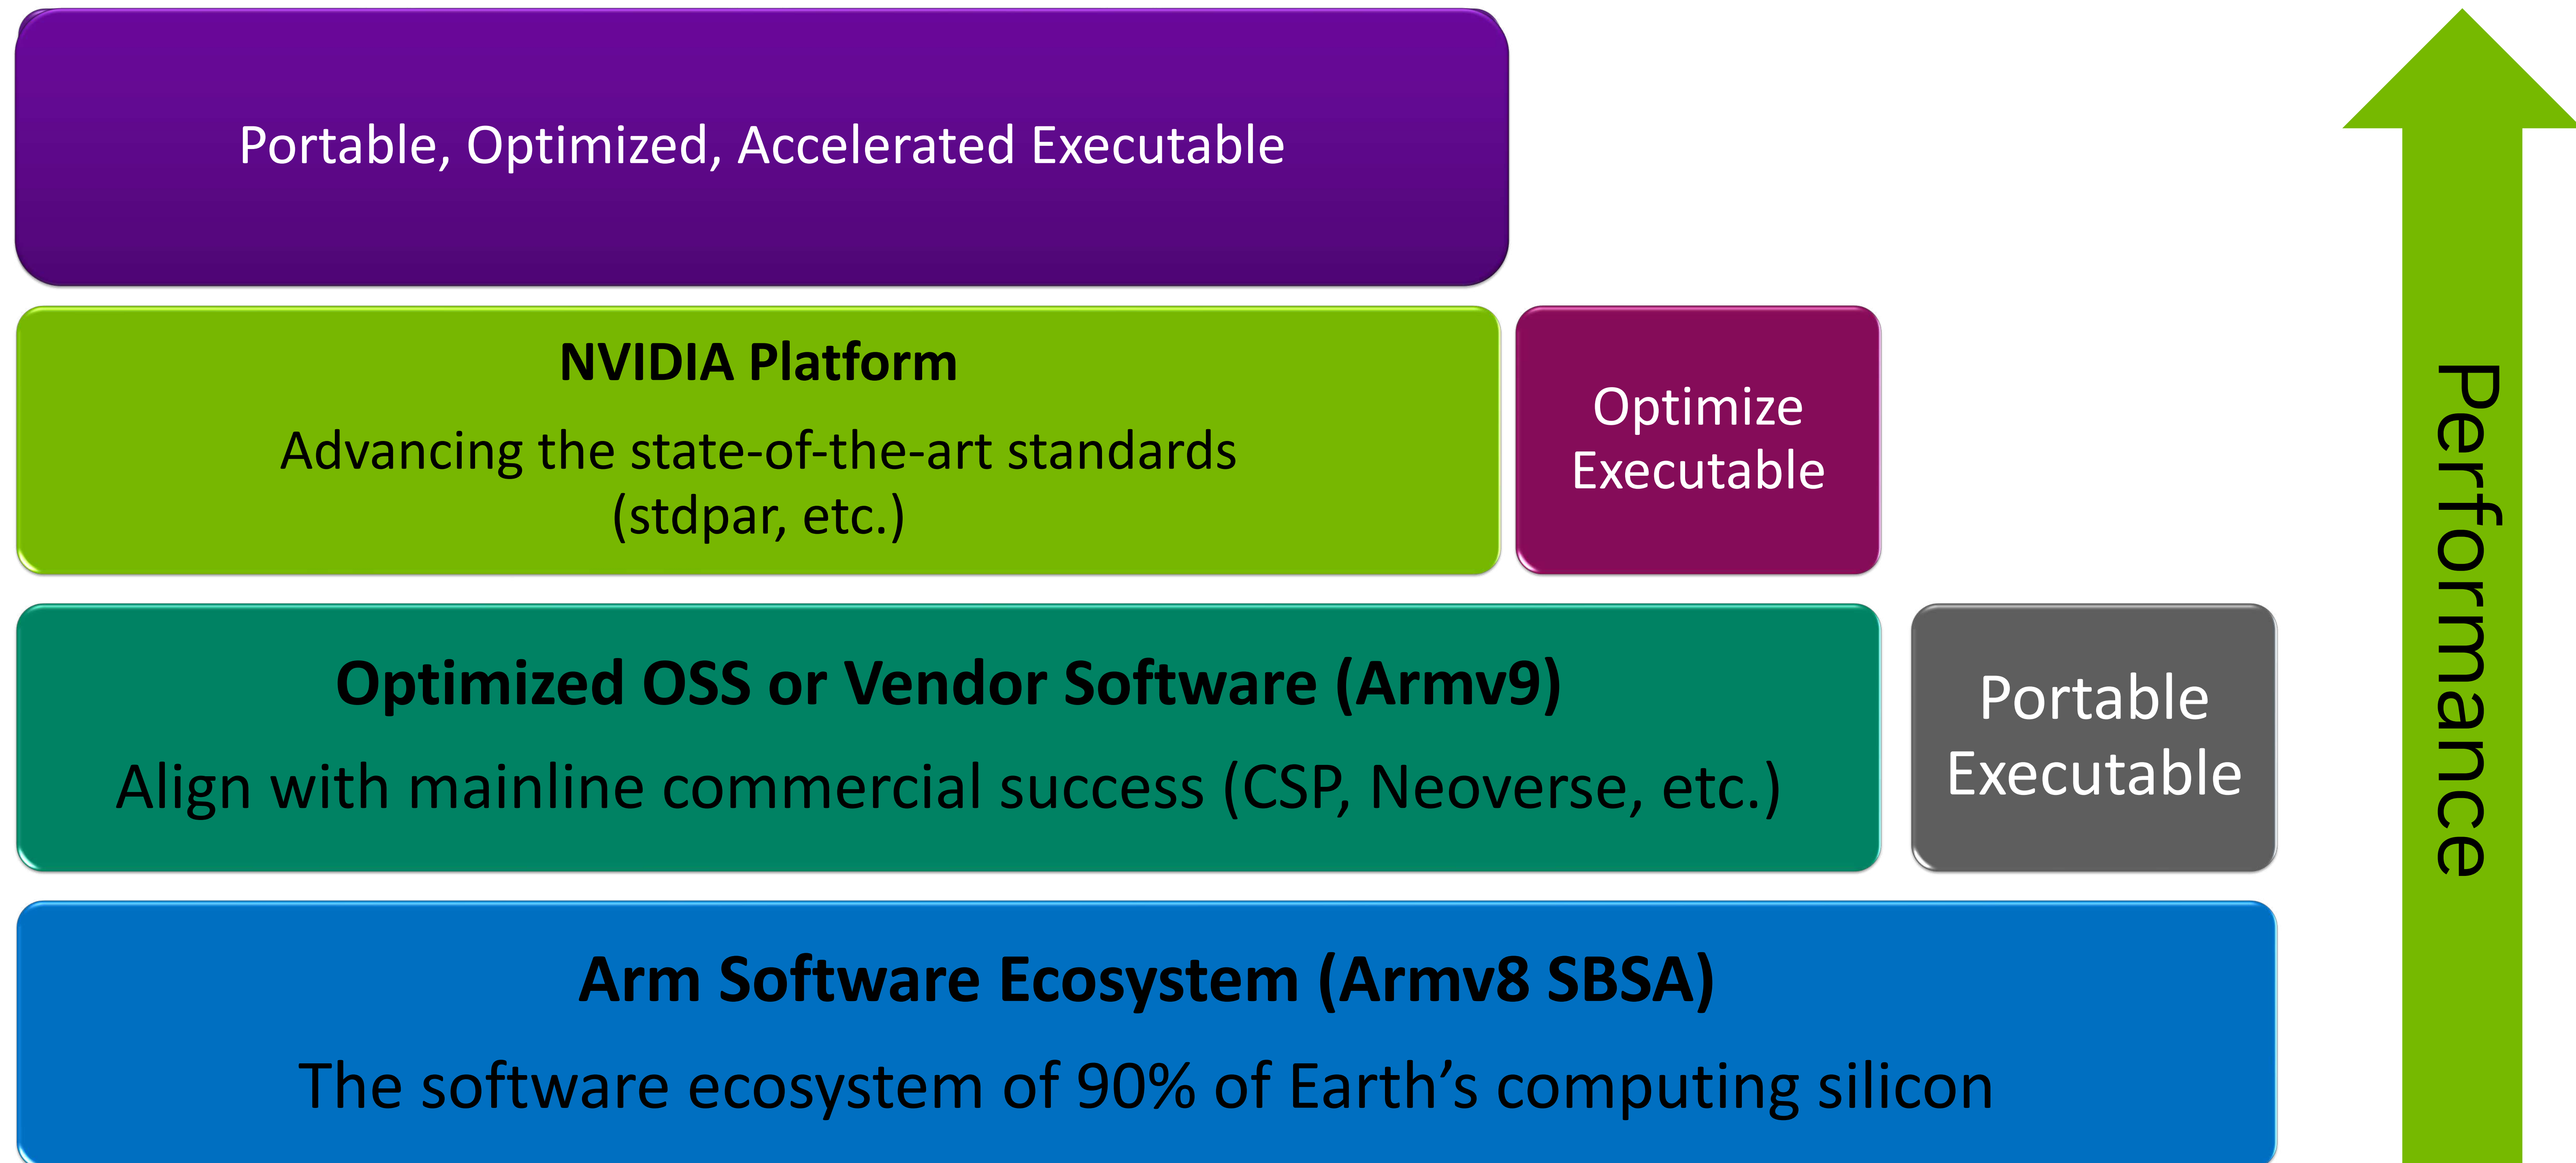 Portable, Optimized, Accelerated Executable
NVIDIA Platform
Advancing the state-of-the-art standards
(stdpar, etc.)
Optimize
Executable
Optimized OSS or Vendor Software (Armv9)
Align with mainline commercial success (CSP, Neoverse, etc.)
Portable
Executable
Arm Software Ecosystem (Armv8 SBSA)
The software ecosystem of 90% of Earth’s computing silicon
Performance